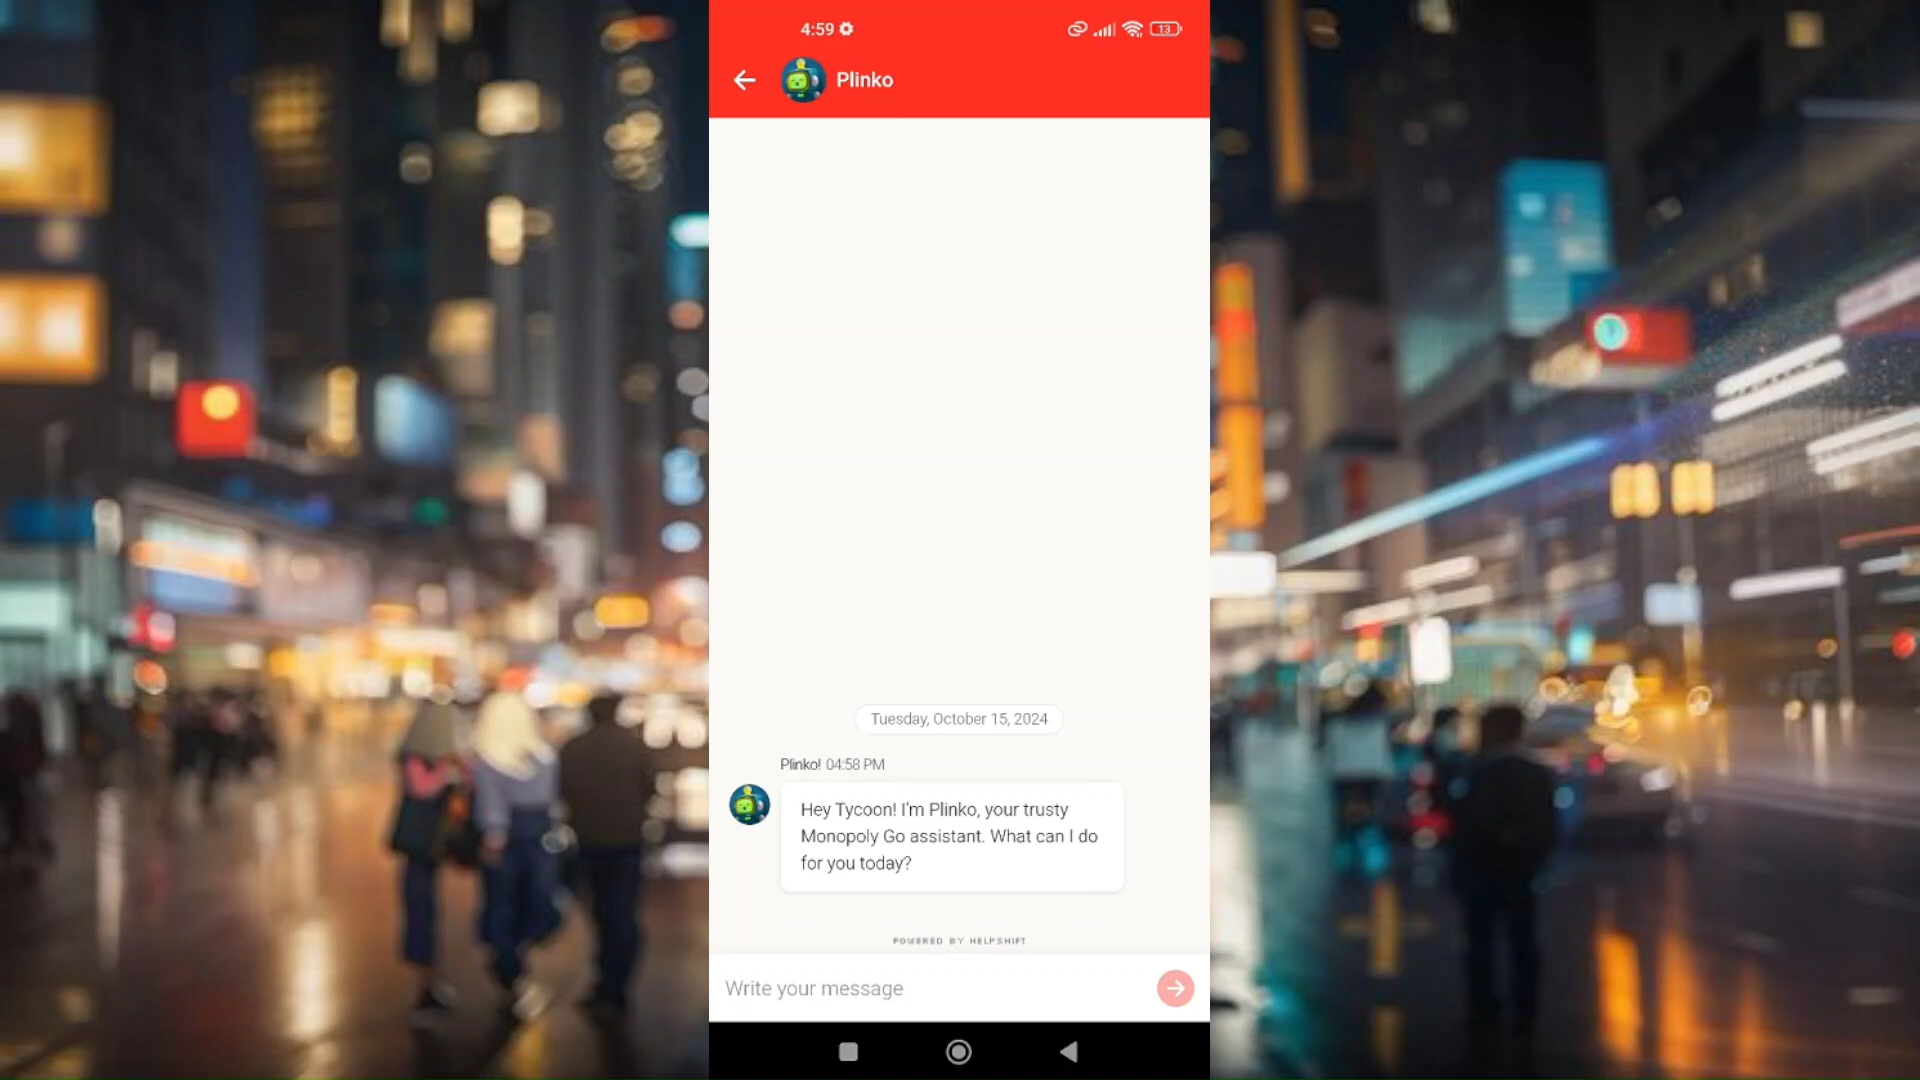 4:59
13
Plinko
Tuesday, October 15, 2024
Plinko! 04:58 PM
Hey Tycoon! I'm Plinko, your trusty
Monopoly Go assistant. What can I do
for you today?
POWERED BY HELPSHIFT
Write your message